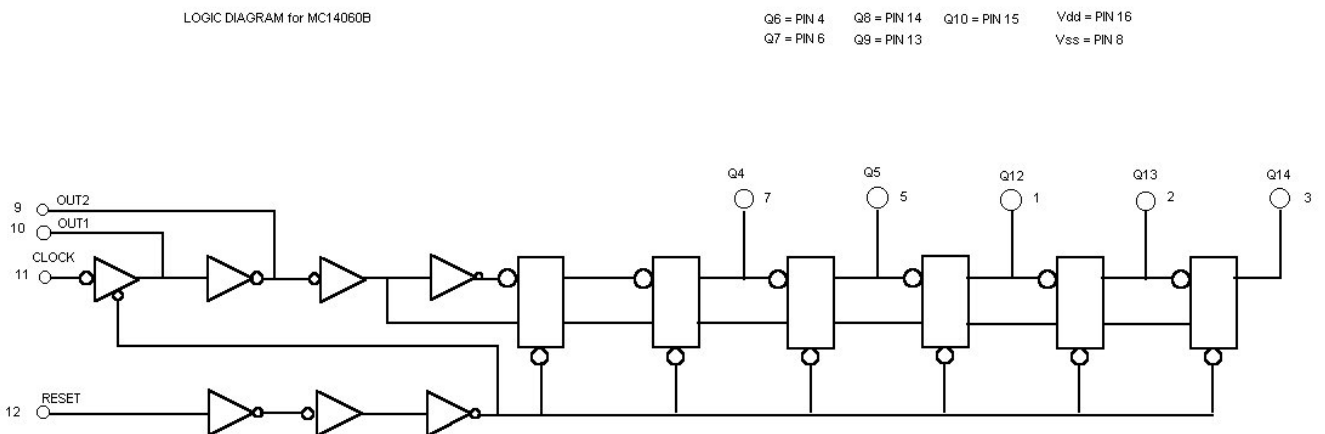 LOGIC DIAGRAM for MC14060B
Q6 = PIN 4 Q8 = PIN 14 Q10 = PIN 15 Vdd = PIN 16
Q7 = PIN 6 Q9 = PIN 13 Vss = PIN 8
Q4 Q5 Q12 Q13 Q14
7 5 1 2 3
9 OUT2
10 OUT1
CLOCK
11
RESET
12